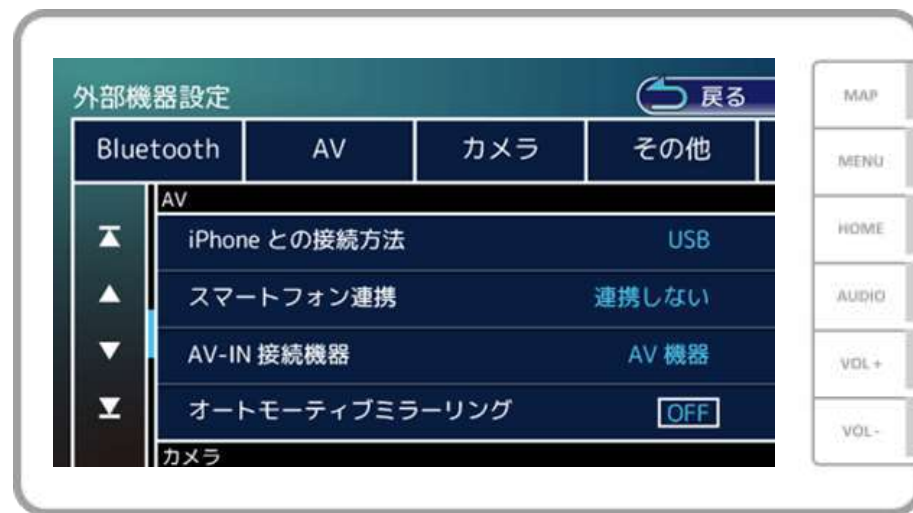 外部機器設定
戻る
Bluetooth
AV
カメラ
その他
AV
iPhone との接続方法
USB
スマートフォン連携
連携しない
AV-IN 接続機器
AV 機器
オートモーティブミラーリング
OFF
カメラ
MAP
MENU
HOME
AUDIO
VOL +
VOL -